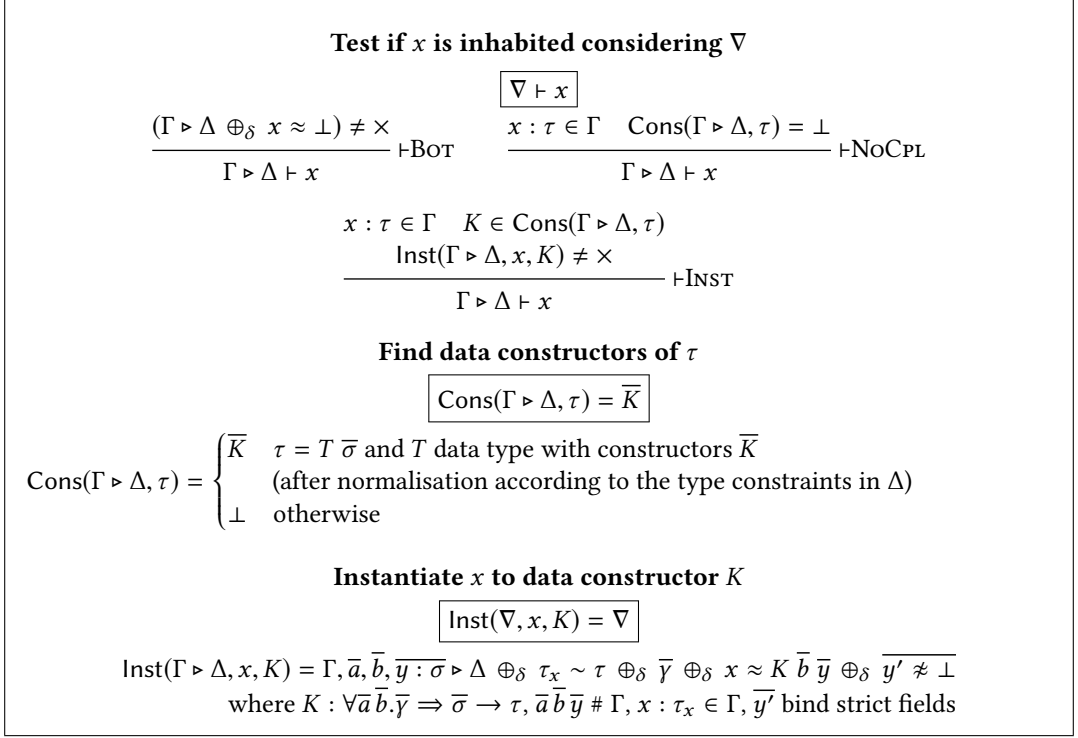 Test if x is inhabited considering ∇
∇ ⊢ x
(Γ ▹ Δ ⊕δ x ≈ ⊥) ≠ ×
Γ ▹ Δ ⊢ x
⊢Bot
x : τ ∈ Γ Cons(Γ ▹ Δ, τ) = ⊥
Γ ▹ Δ ⊢ x
⊢NoCpl
x : τ ∈ Γ K ∈ Cons(Γ ▹ Δ, τ)
Inst(Γ ▹ Δ, x, K) ≠ ×
Γ ▹ Δ ⊢ x
⊢Inst
Find data constructors of τ
Cons(Γ ▹ Δ, τ) = K̅
Cons(Γ ▹ Δ, τ) = { K̅ τ = T σ̅ and T data type with constructors K̅
(after normalisation according to the type constraints in Δ)
⊥ otherwise
Instantiate x to data constructor K
Inst(∇, x, K) = ∇
Inst(Γ ▹ Δ, x, K) = Γ, a̅, b̅, y̅ ̅:̅ ̅σ̅ ▹ Δ ⊕δ τₓ ∼ τ ⊕δ γ̅ ⊕δ x ≈ K b̅ y̅ ⊕δ y̅′̅ ̅≉̅ ̅⊥̅
where K : ∀a̅ b̅.γ̅ ⇒ σ̅ → τ, a̅ b̅ y̅ # Γ, x : τₓ ∈ Γ, y̅′̅ bind strict fields